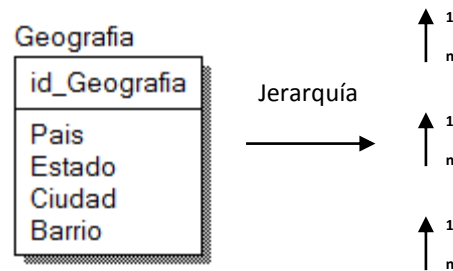 Geografia
id_Geografia
Pais
Estado
Ciudad
Barrio
Jerarquía
1
n
1
n
1
n